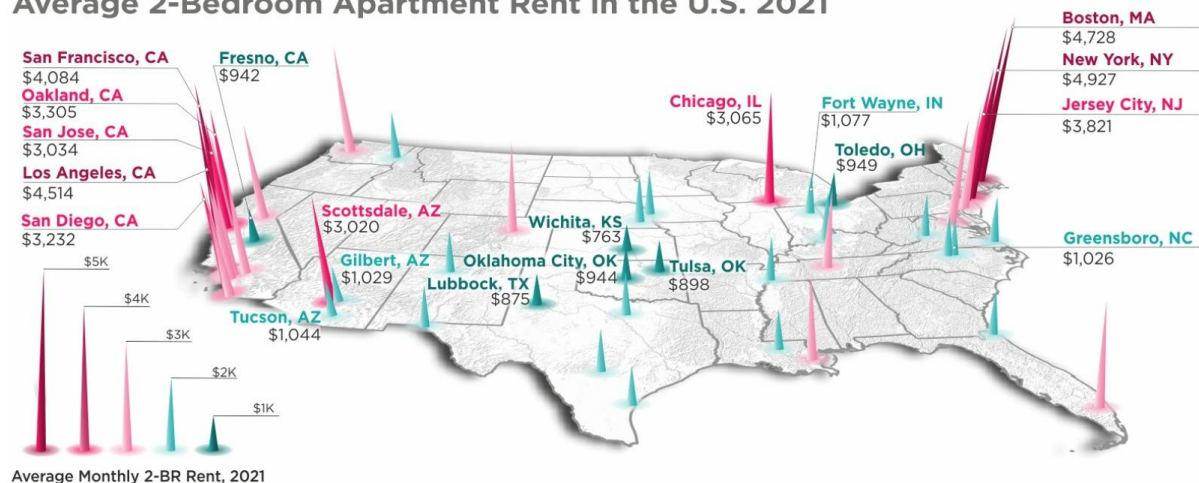 Average 2-Bedroom Apartment Rent in the U.S. 2021
San Francisco, CA
$4,084
Oakland, CA
$3,305
San Jose, CA
$3,034
Los Angeles, CA
$4,514
San Diego, CA
$3,232
Fresno, CA
$942
Boston, MA
$4,728
New York, NY
$4,927
Jersey City, NJ
$3,821
Chicago, IL
$3,065
Fort Wayne, IN
$1,077
Toledo, OH
$949
Scottsdale, AZ
$3,020
Gilbert, AZ
$1,029
Tucson, AZ
$1,044
Wichita, KS
$763
Oklahoma City, OK
$944
Tulsa, OK
$898
Lubbock, TX
$875
Greensboro, NC
$1,026
$5K
$4K
$3K
$2K
$1K
Average Monthly 2-BR Rent, 2021